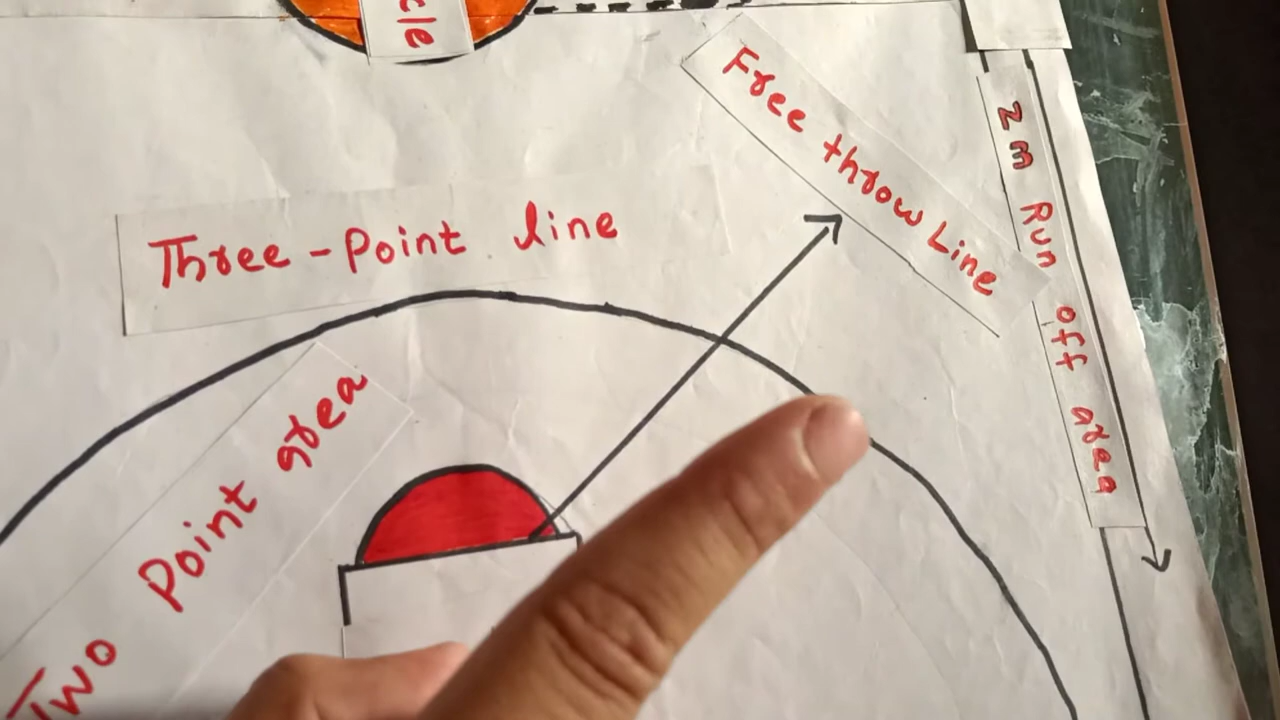 cle
Free throw Line
2m Run off area
Three-Point line
Two Point area